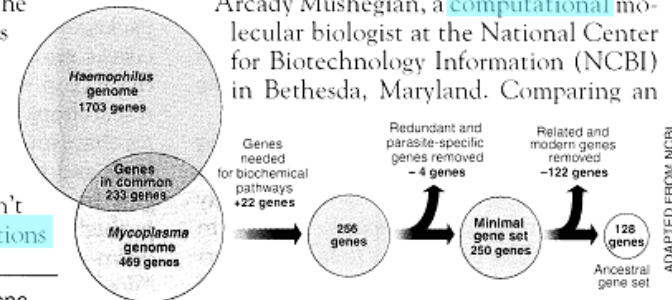 he
s
n't
tions
Arcady Mushegian, a computational mo-
lecular biologist at the National Center
for Biotechnology Information (NCBI)
in Bethesda, Maryland. Comparing an
Haemophilus
genome
1703 genes
Genes
in common
233 genes
Mycoplasma
genome
469 genes
Genes
needed
for biochemical
pathways
+22 genes
256
genes
Redundant and
parasite-specific
genes removed
– 4 genes
Minimal
gene set
250 genes
Related and
modern genes
removed
–122 genes
128
genes
Ancestral
gene set
ADAPTED FROM NCBI